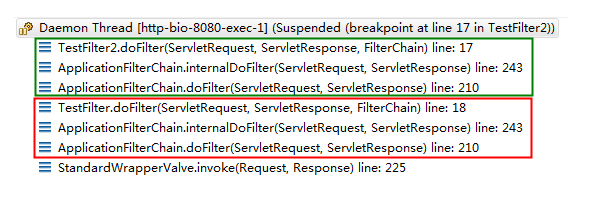 Daemon Thread [http-bio-8080-exec-1] (Suspended (breakpoint at line 17 in TestFilter2))
TestFilter2.doFilter(ServletRequest, ServletResponse, FilterChain) line: 17
ApplicationFilterChain.internalDoFilter(ServletRequest, ServletResponse) line: 243
ApplicationFilterChain.doFilter(ServletRequest, ServletResponse) line: 210
TestFilter.doFilter(ServletRequest, ServletResponse, FilterChain) line: 18
ApplicationFilterChain.internalDoFilter(ServletRequest, ServletResponse) line: 243
ApplicationFilterChain.doFilter(ServletRequest, ServletResponse) line: 210
StandardWrapperValve.invoke(Request, Response) line: 225